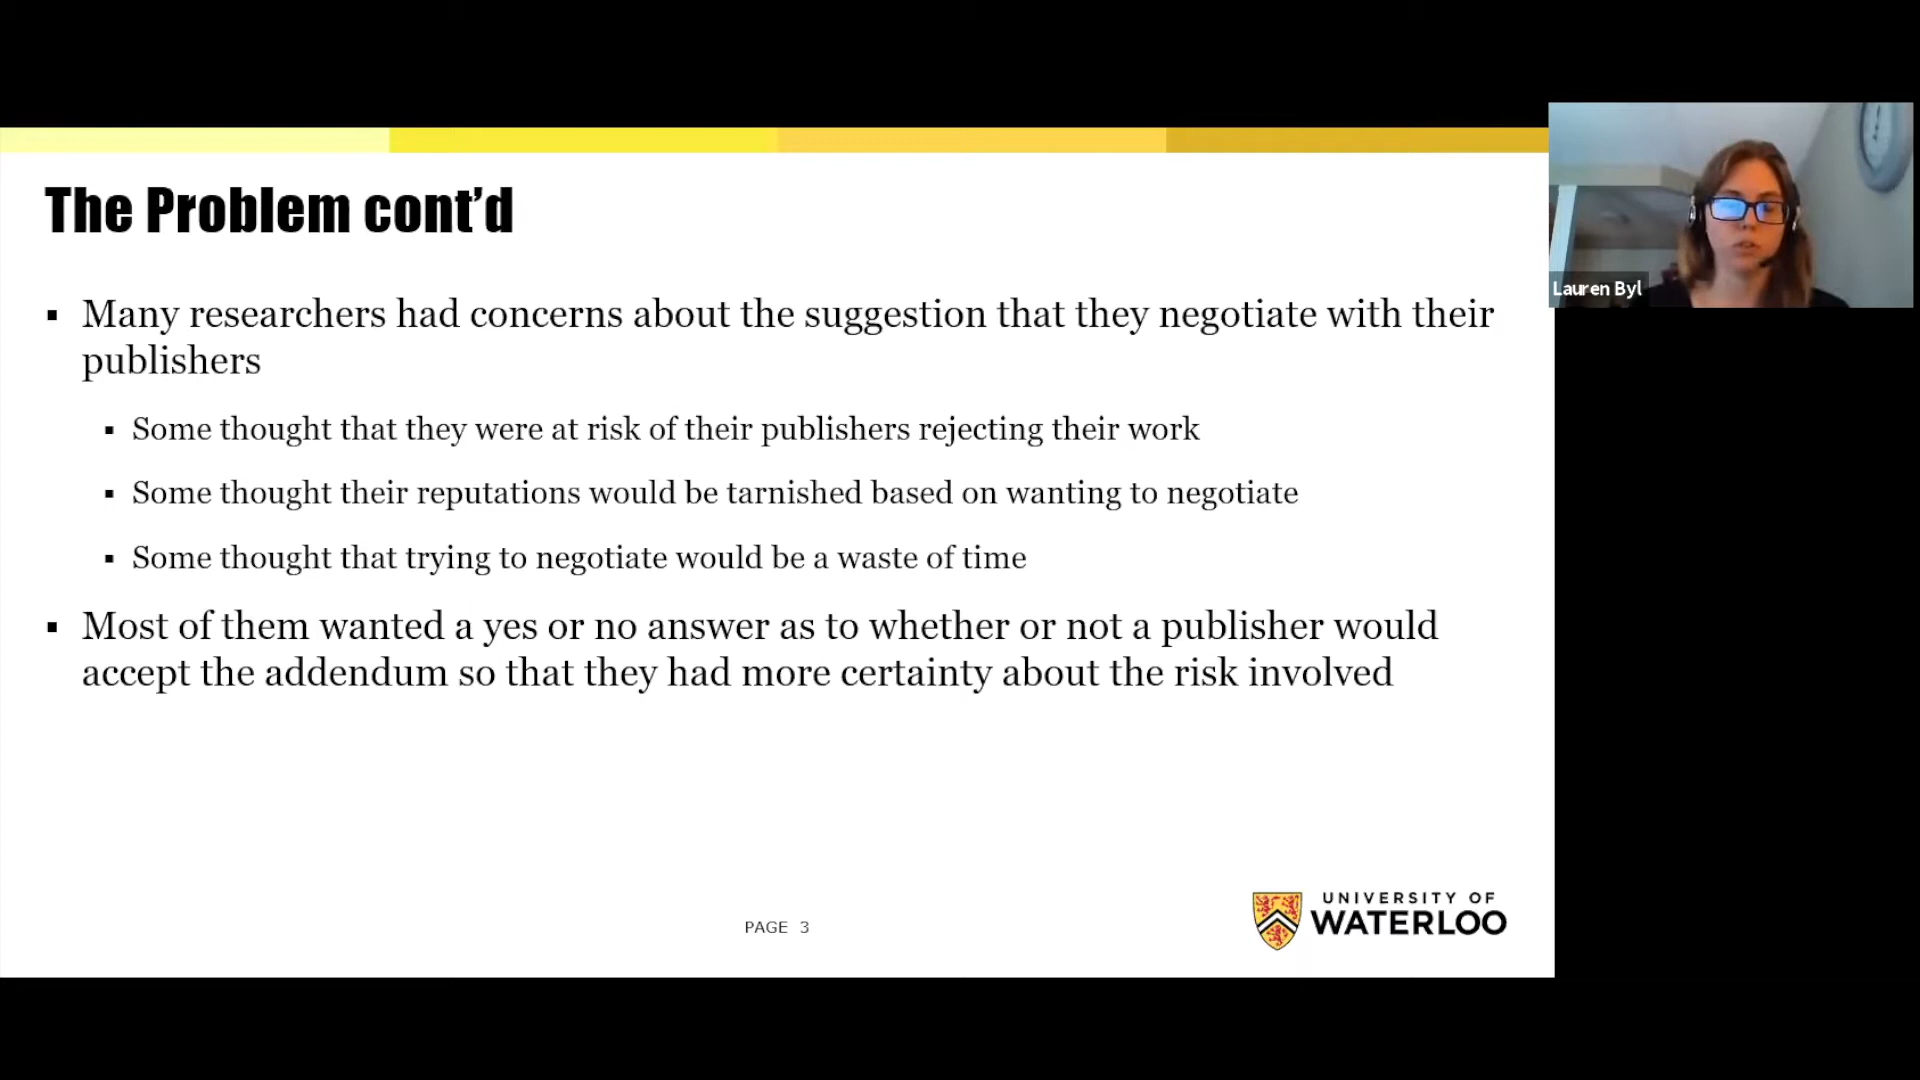 The Problem cont’d
▪ Many researchers had concerns about the suggestion that they negotiate with their
publishers
▪ Some thought that they were at risk of their publishers rejecting their work
▪ Some thought their reputations would be tarnished based on wanting to negotiate
▪ Some thought that trying to negotiate would be a waste of time
▪ Most of them wanted a yes or no answer as to whether or not a publisher would
accept the addendum so that they had more certainty about the risk involved
PAGE 3
UNIVERSITY OF
WATERLOO
Lauren Byl